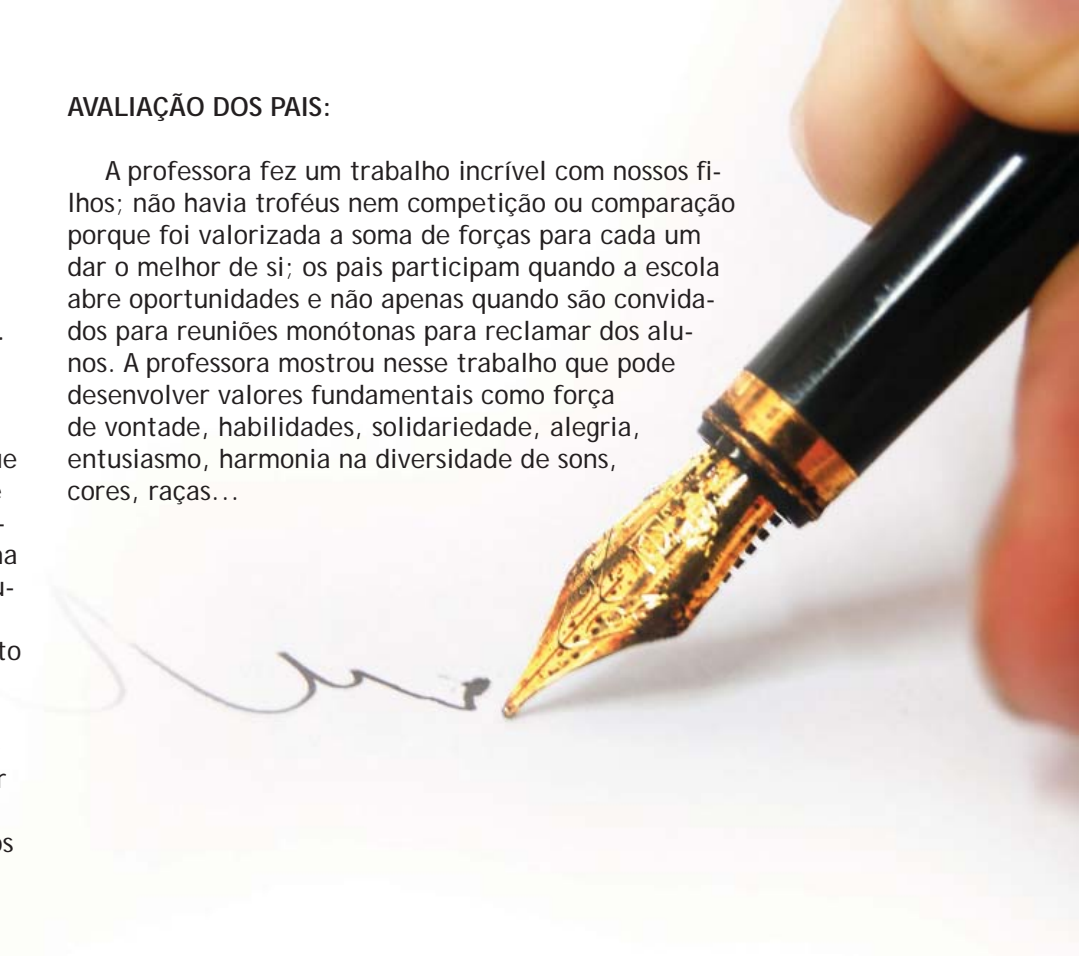 AVALIAÇÃO DOS PAIS:
A professora fez um trabalho incrível com nossos fi-
lhos; não havia troféus nem competição ou comparação
porque foi valorizada a soma de forças para cada um
dar o melhor de si; os pais participam quando a escola
abre oportunidades e não apenas quando são convida-
dos para reuniões monótonas para reclamar dos alu-
nos. A professora mostrou nesse trabalho que pode
desenvolver valores fundamentais como força
de vontade, habilidades, solidariedade, alegria,
entusiasmo, harmonia na diversidade de sons,
cores, raças...